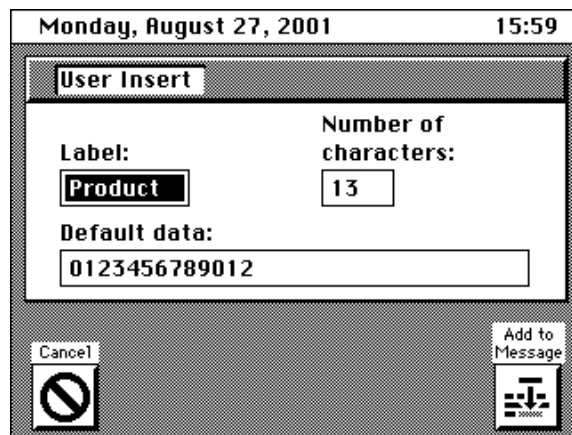 Monday, August 27, 2001 15:59
User Insert
Number of
Label: characters:
Product 13
Default data:
0123456789012
Add to
Cancel Message